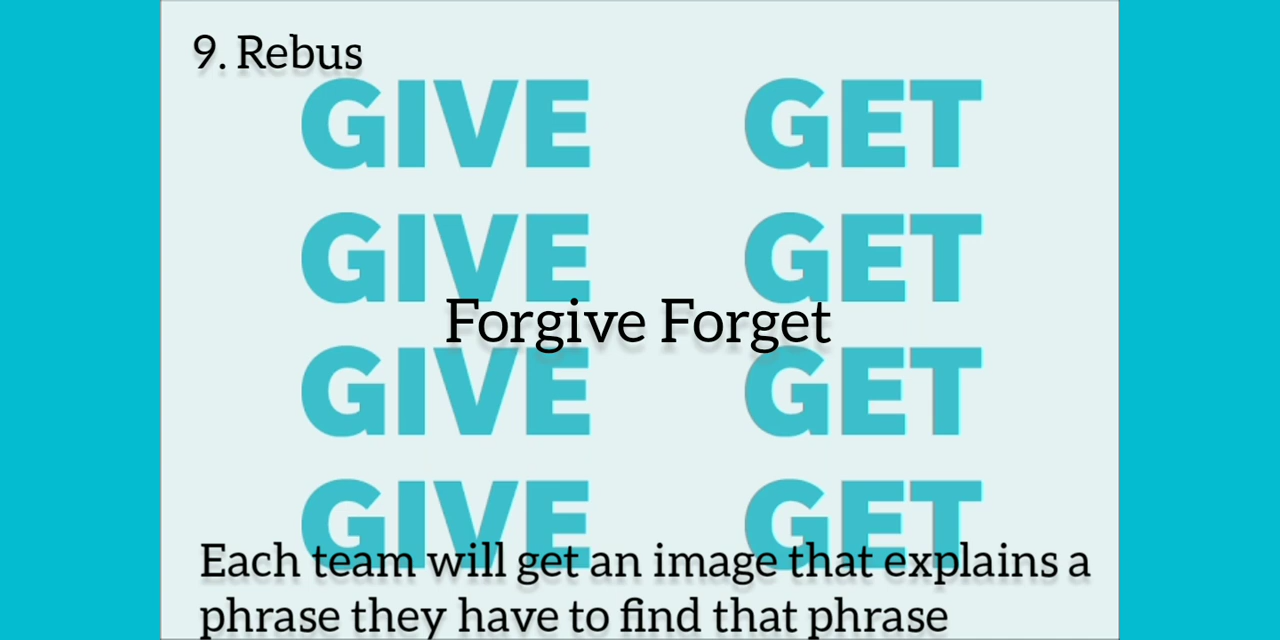 9. Rebus
GIVE GET
GIVE GET
Forgive Forget
GIVE GET
GIVE GET
Each team will get an image that explains a
phrase they have to find that phrase